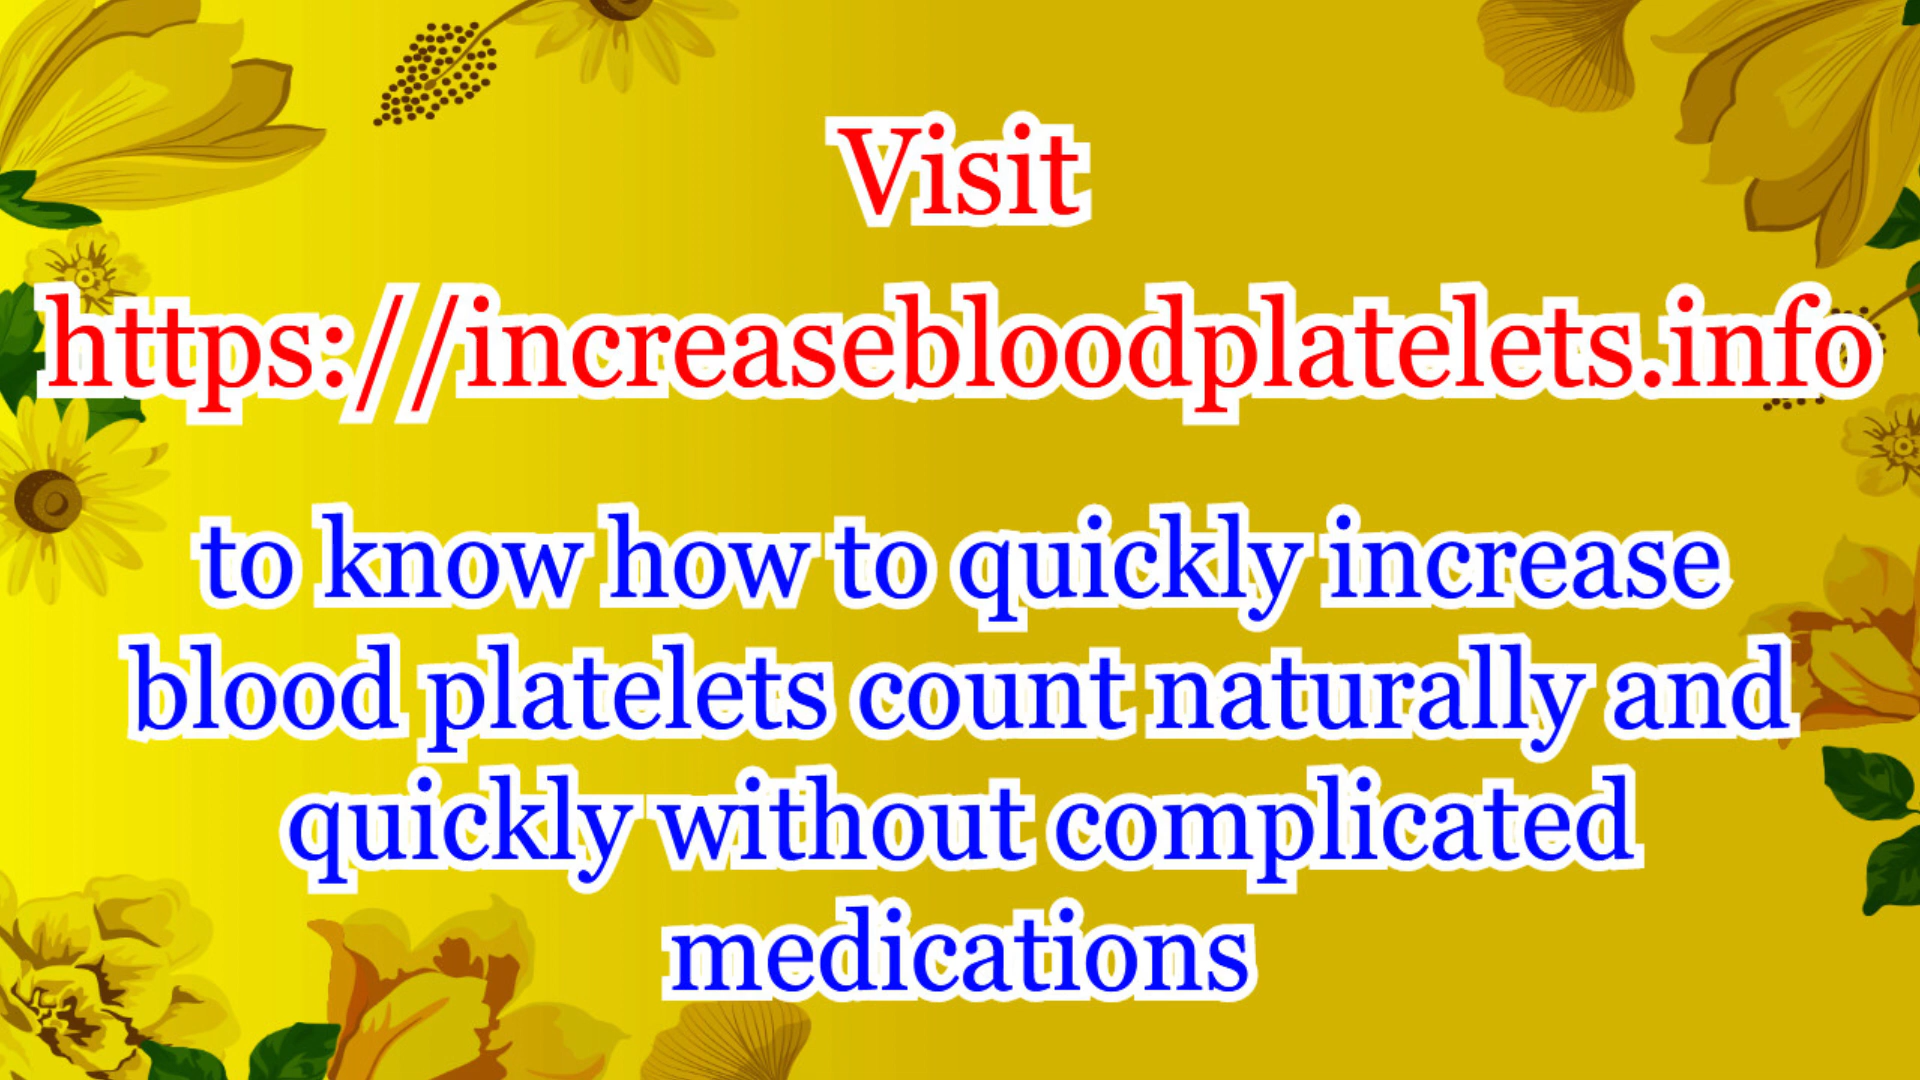 Visit
https://increasebloodplatelets.info
to know how to quickly increase
blood platelets count naturally and
quickly without complicated
medications